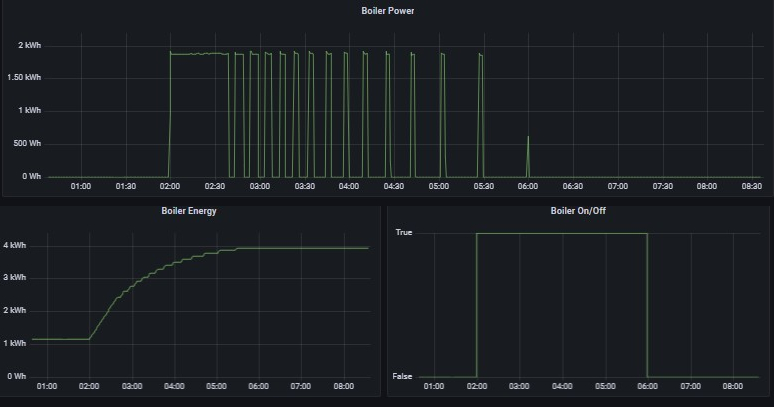 Boiler Power
2 kWh
1.50 kWh
1 kWh
500 Wh
0 Wh
01:00 01:30 02:00 02:30 03:00 03:30 04:00 04:30 05:00 05:30 06:00 06:30 07:00 07:30 08:00 08:30
Boiler Energy
4 kWh
3 kWh
2 kWh
1 kWh
0 Wh
01:00 02:00 03:00 04:00 05:00 06:00 07:00 08:00
Boiler On/Off
True
False
01:00 02:00 03:00 04:00 05:00 06:00 07:00 08:00